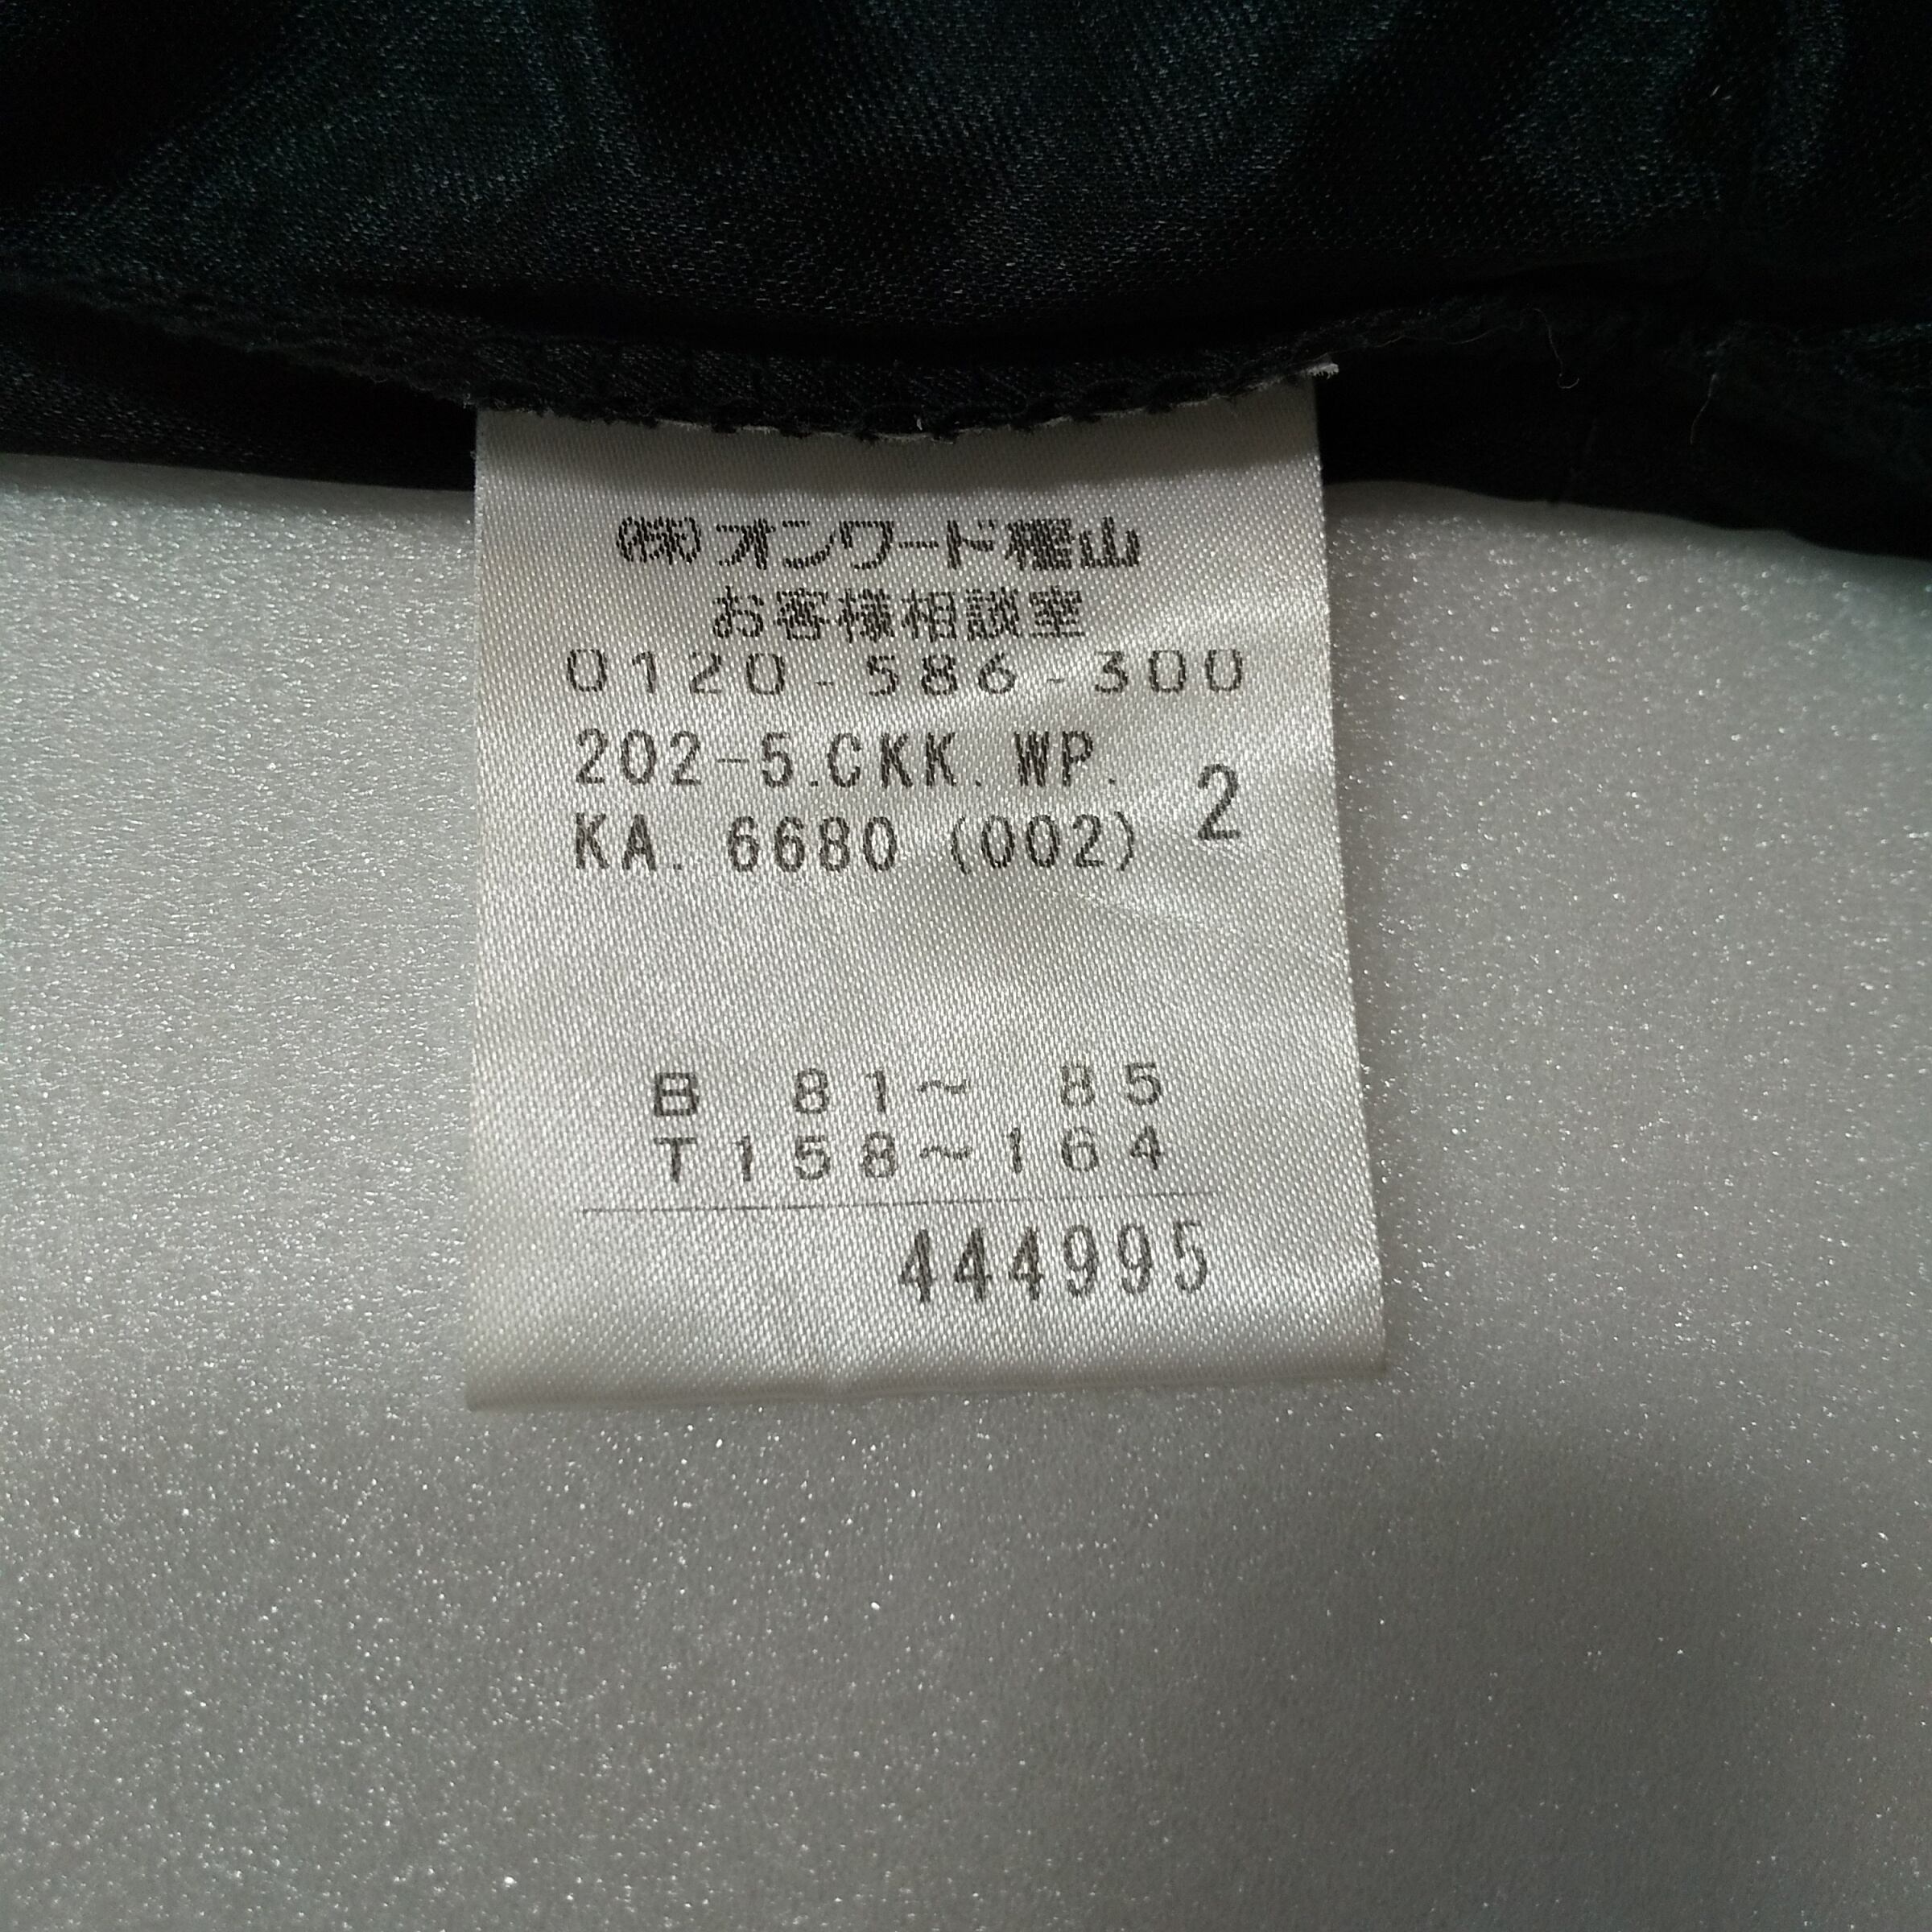 (株)オンワード樫山
お客様相談室
0120-586-300
202-5.CKK.WP.
KA.6680 (002) 2
B 81~ 85
T158~164
444995